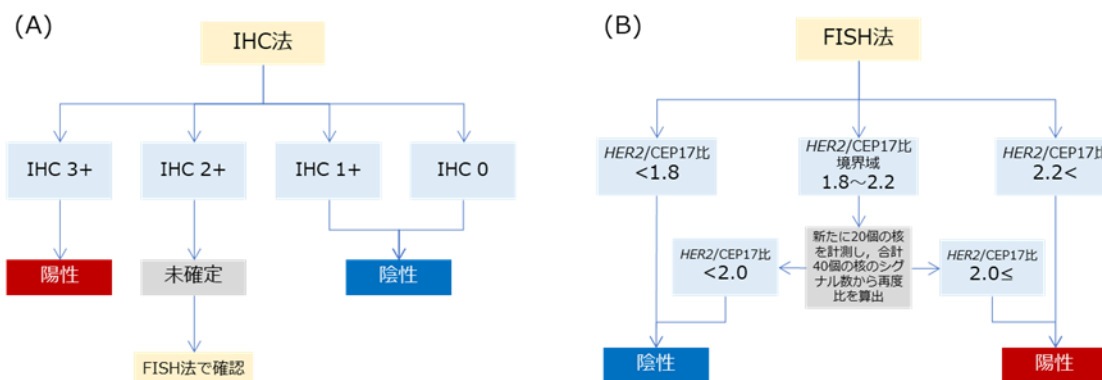 (A)
IHC法
IHC 3+
IHC 2+
IHC 1+
IHC 0
陽性
未確定
陰性
FISH法で確認
(B)
FISH法
HER2/CEP17比
<1.8
HER2/CEP17比
境界域
1.8～2.2
HER2/CEP17比
2.2<
新たに20個の核
を計測し，合計
40個の核のシグ
ナル数から再度
比を算出
HER2/CEP17比
<2.0
HER2/CEP17比
2.0≤
陰性
陽性